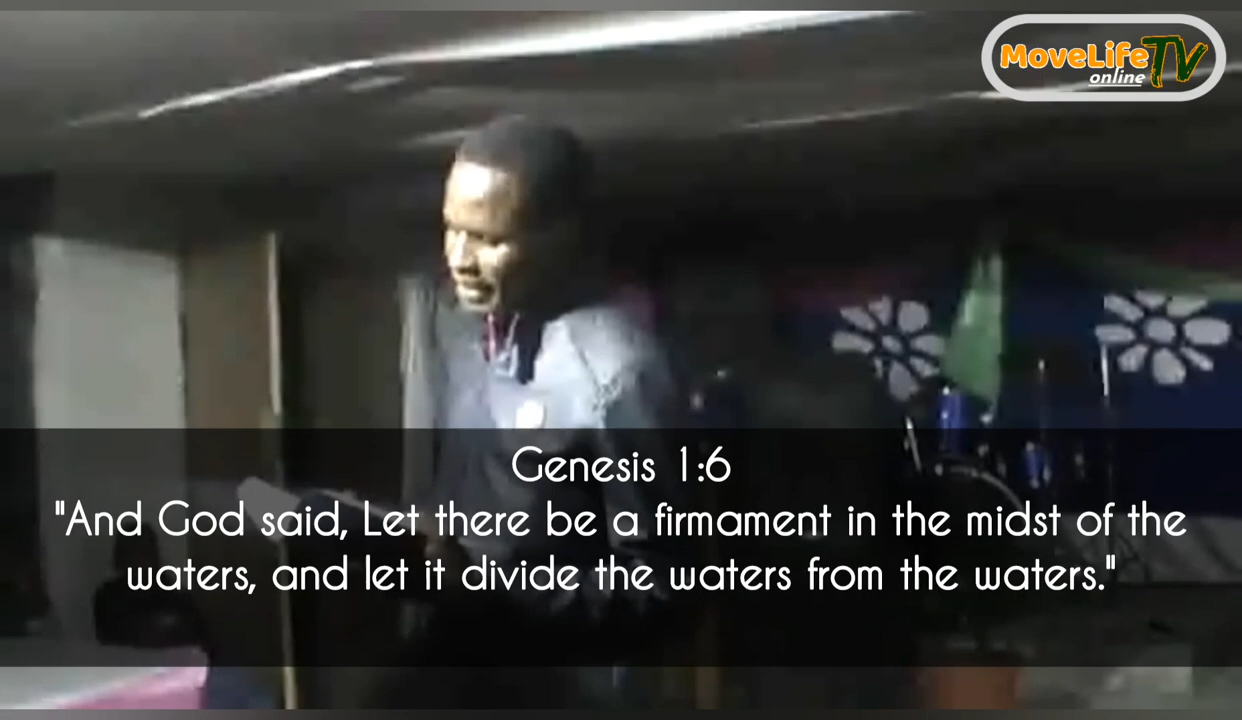 MoveLife TV
online
Genesis 1:6
"And God said, Let there be a firmament in the midst of the
waters, and let it divide the waters from the waters."